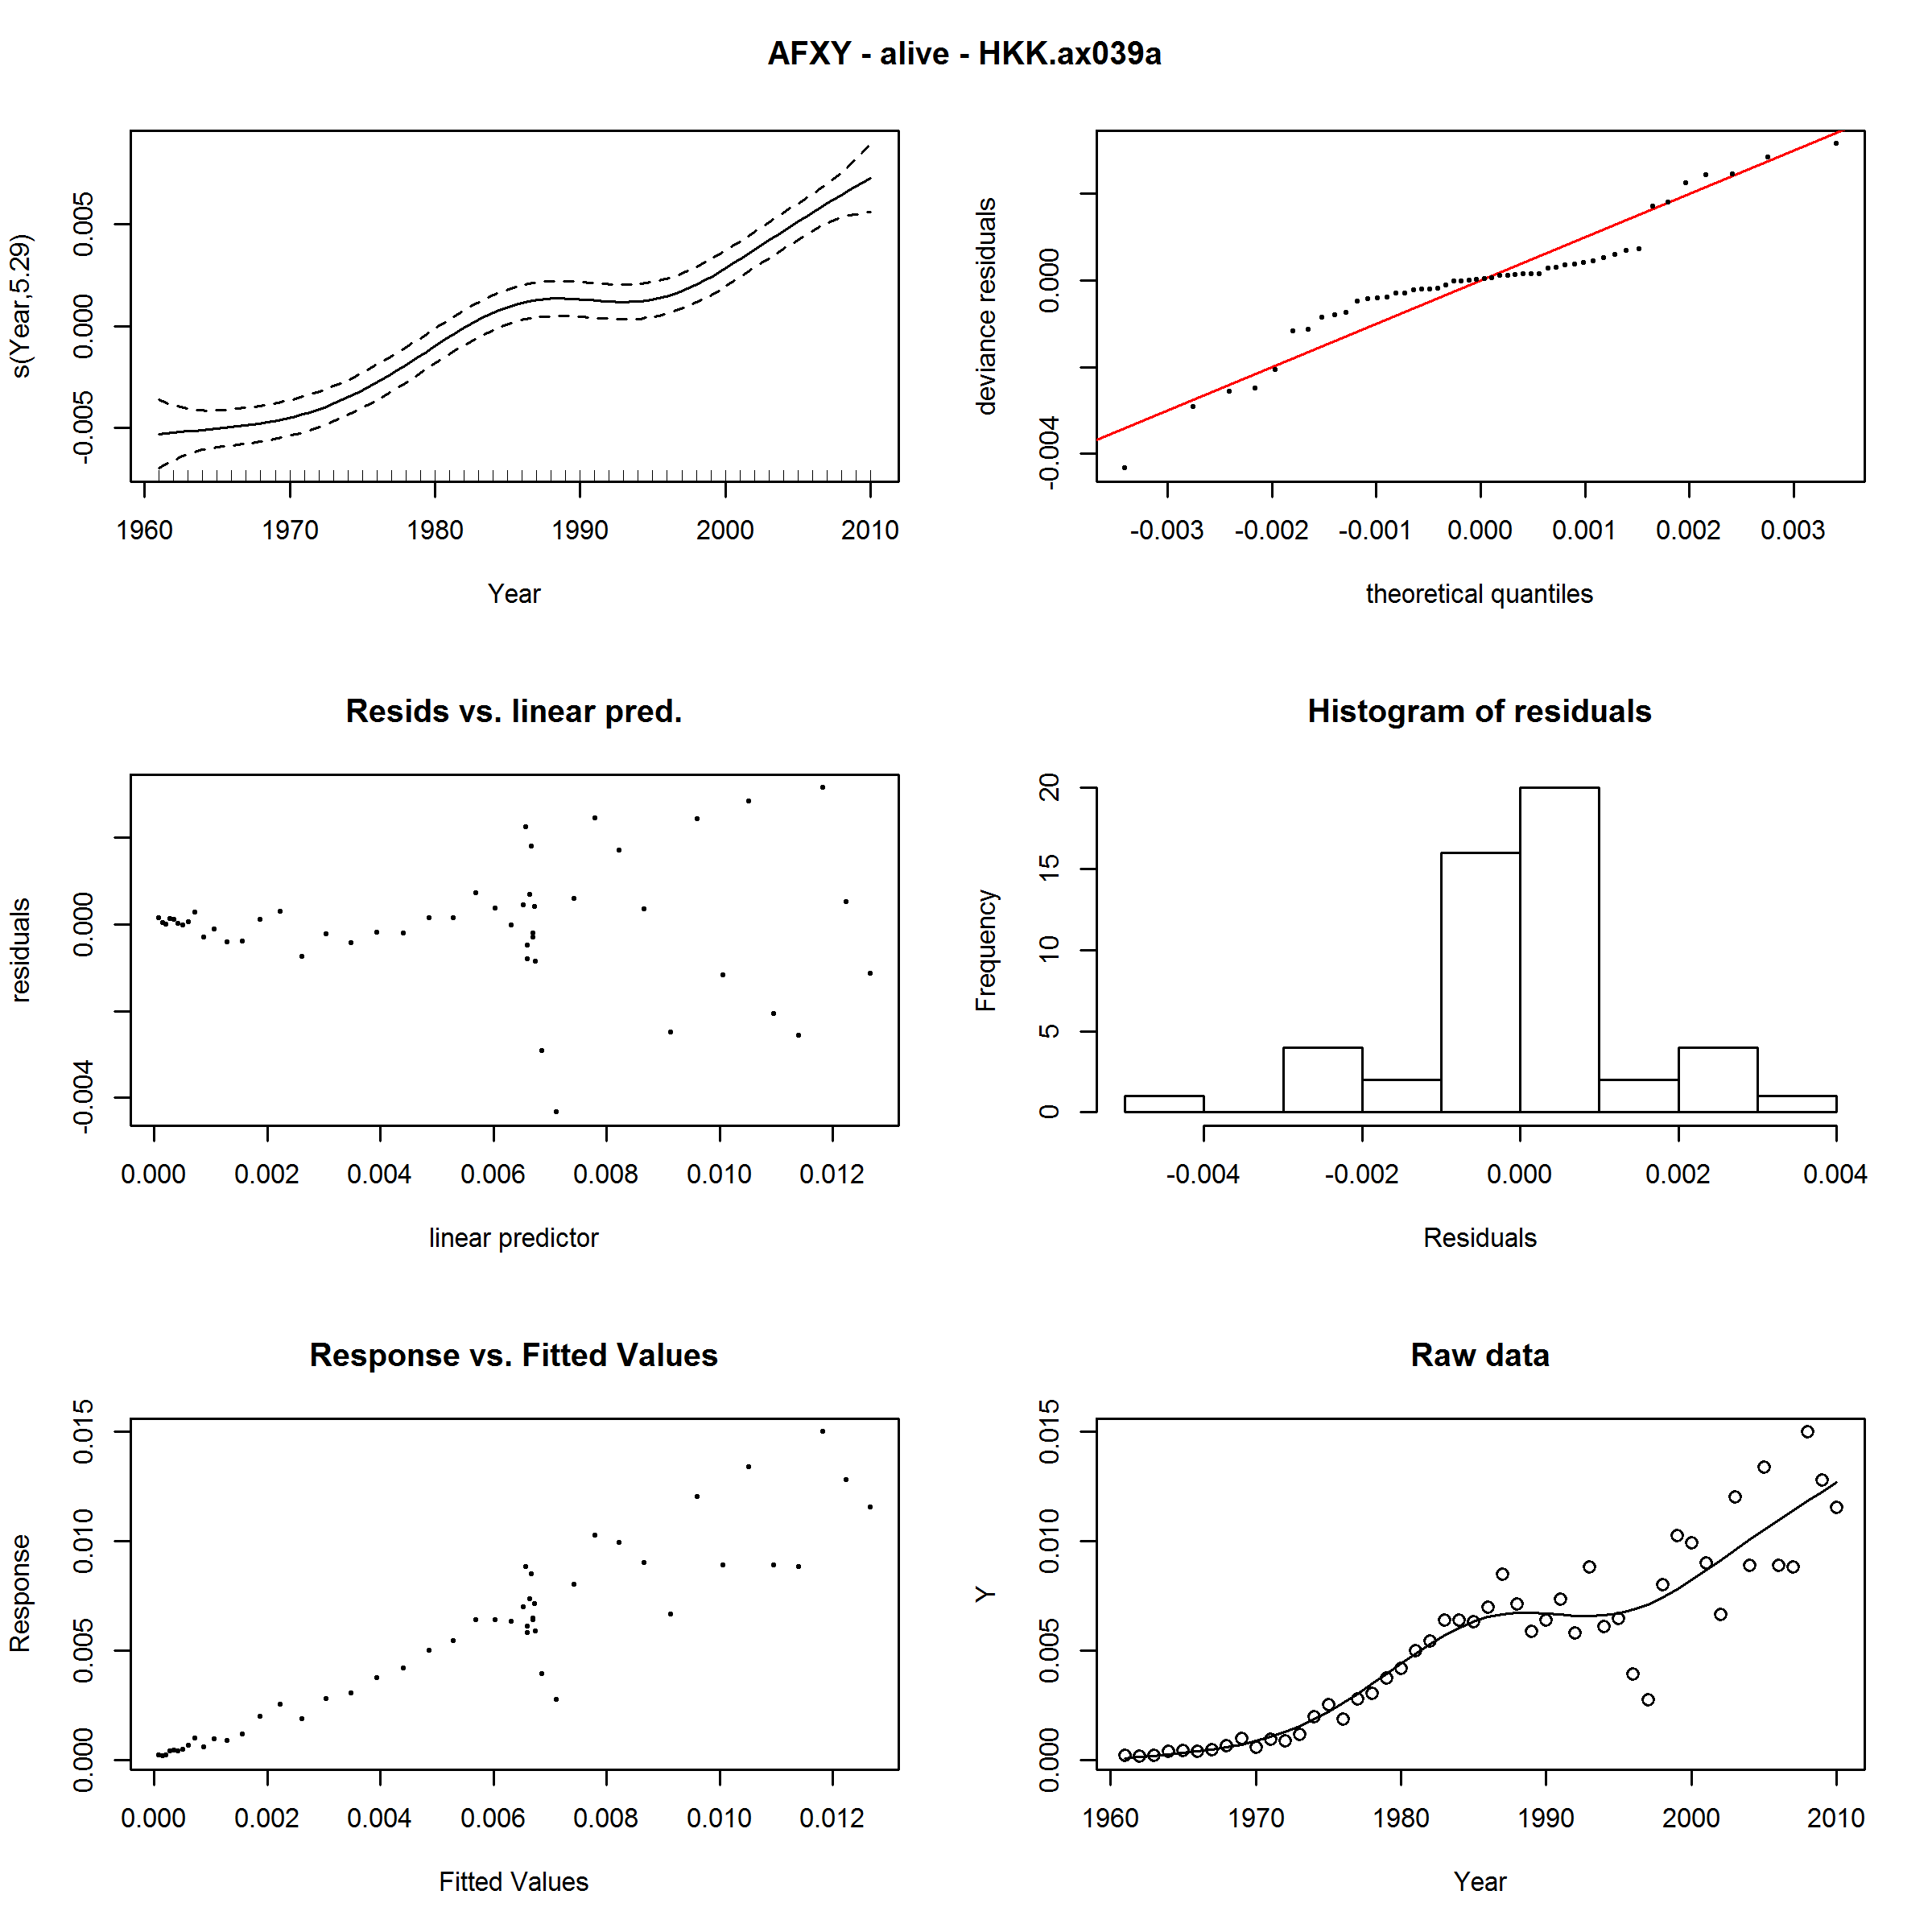 AFXY - alive - HKK.ax039a
s(Year,5.29)
-0.005 0.000 0.005
1960 1970 1980 1990 2000 2010
Year
deviance residuals
-0.004 0.000
-0.003 -0.002 -0.001 0.000 0.001 0.002 0.003
theoretical quantiles
Resids vs. linear pred.
residuals
-0.004 0.000
0.000 0.002 0.004 0.006 0.008 0.010 0.012
linear predictor
Histogram of residuals
Frequency
0 5 10 15 20
-0.004 -0.002 0.000 0.002 0.004
Residuals
Response vs. Fitted Values
Response
0.000 0.005 0.010 0.015
0.000 0.002 0.004 0.006 0.008 0.010 0.012
Fitted Values
Raw data
Y
0.000 0.005 0.010 0.015
1960 1970 1980 1990 2000 2010
Year